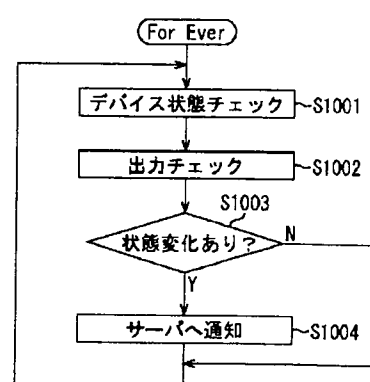 For Ever
デバイス状態チェック S1001
出力チェック S1002
S1003
状態変化あり? N
Y
サーバへ通知 S1004